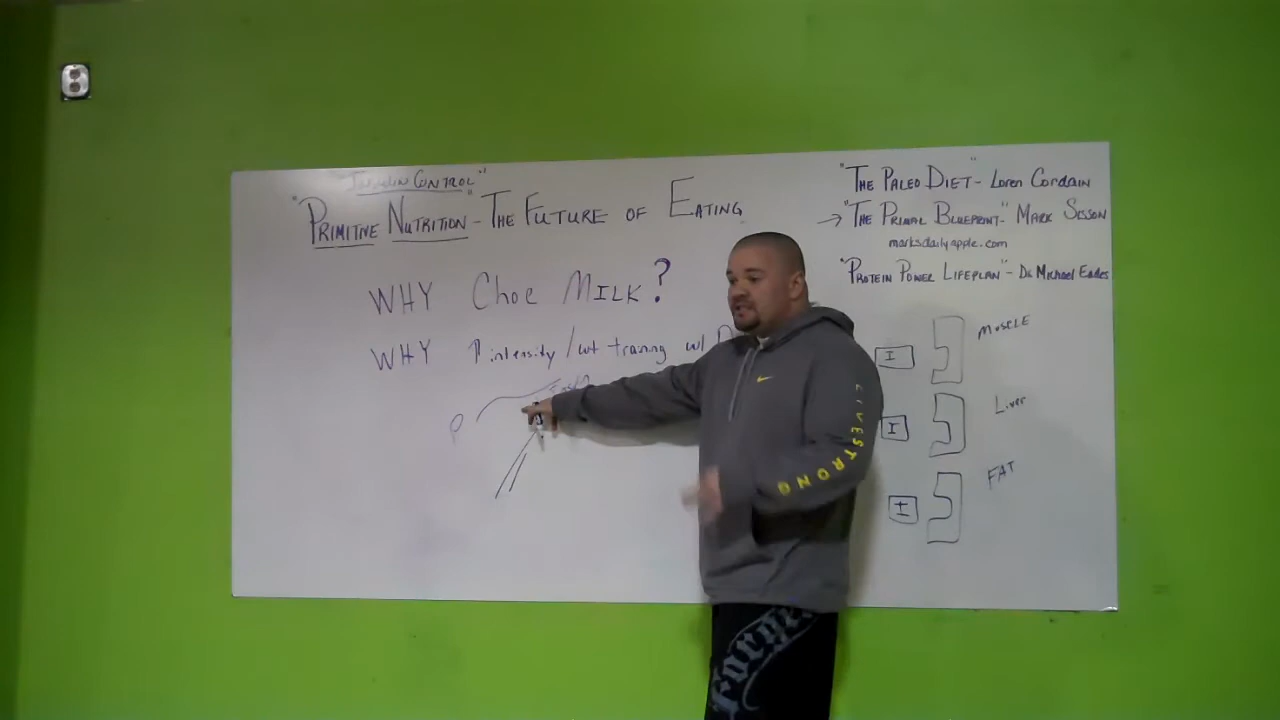 "INSULIN CONTROL"
"PRIMITIVE NUTRITION" - THE FUTURE OF EATING
WHY Choc MILK?
WHY ↑ intensity / wt training w/
P
"THE PALEO DIET" - LOREN CORDAIN
→ "THE PRIMAL BLUEPRINT" - MARK SISSON
marksdailyapple.com
"PROTEIN POWER LIFEPLAN" - DR. MICHAEL EADES
I MUSCLE
I Liver
I FAT
LIVESTRONG